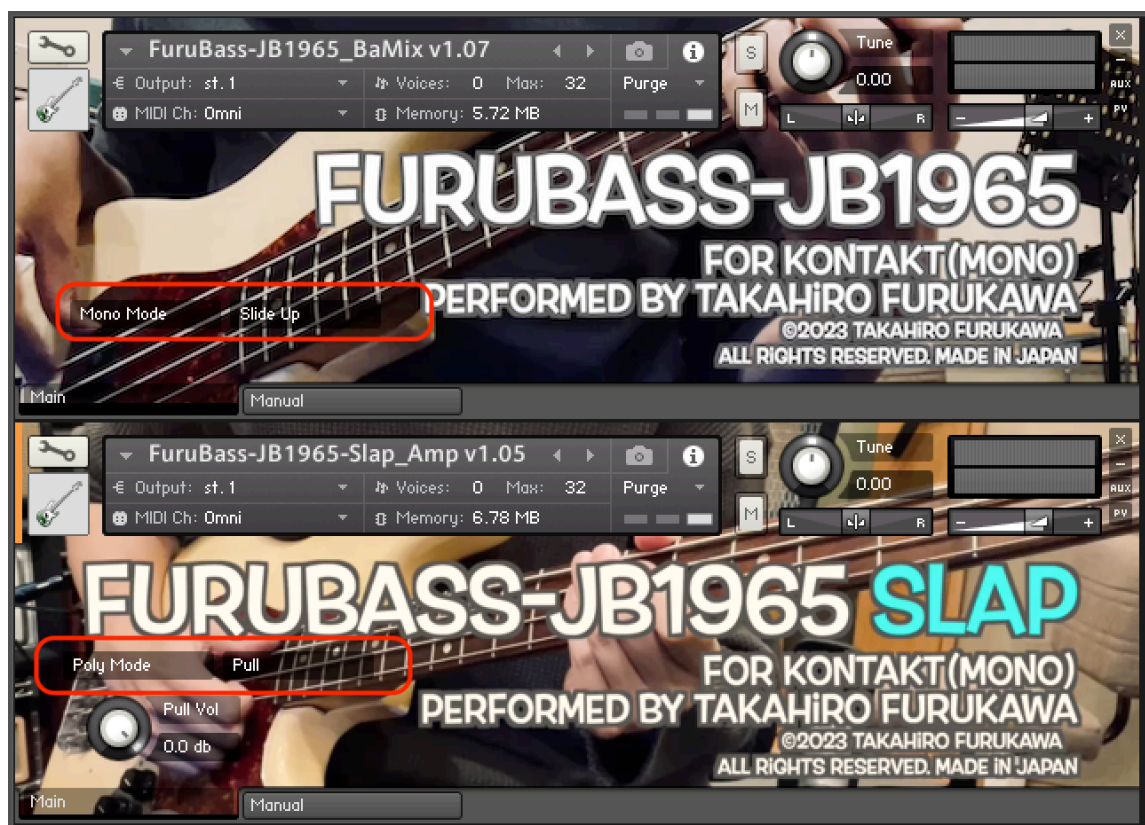 FuruBass-JB1965_BaMix v1.07
S
Tune
x
Output: st. 1
Voices: 0 Max: 32
Purge
0.00
-
AUX
MIDI Ch: Omni
Memory: 5.72 MB
M
L
R
- +
PV
FURUBASS-JB1965
FOR KONTAKT(MONO)
PERFORMED BY TAKAHiRO FURUKAWA
Mono Mode Slide Up
©2023 TAKAHiRO FURUKAWA
ALL RiGHTS RESERVED. MADE iN JAPAN
Main
Manual
FuruBass-JB1965-Slap_Amp v1.05
S
Tune
x
Output: st. 1
Voices: 0 Max: 32
Purge
0.00
-
AUX
MIDI Ch: Omni
Memory: 6.78 MB
M
L
R
- +
PV
FURUBASS-JB1965 SLAP
Poly Mode Pull
FOR KONTAKT(MONO)
PERFORMED BY TAKAHiRO FURUKAWA
Pull Vol
0.0 db
©2023 TAKAHiRO FURUKAWA
ALL RiGHTS RESERVED. MADE iN JAPAN
Main
Manual